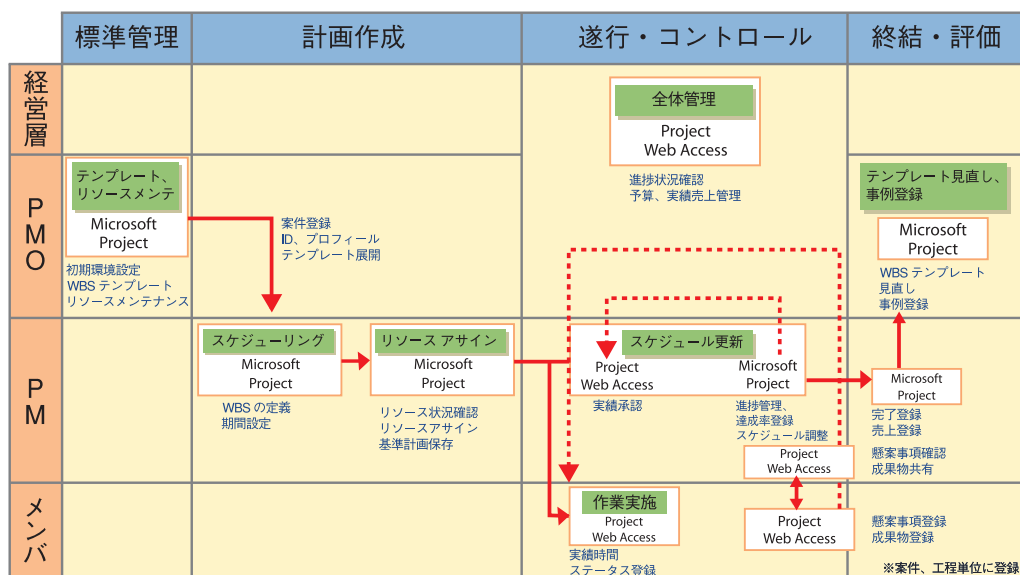 標準管理
計画作成
遂行・コントロール
終結・評価
経営層
全体管理
Project
Web Access
進捗状況確認
予算、実績売上管理
PMO
テンプレート、
リソースメンテ
Microsoft
Project
初期環境設定
WBS テンプレート
リソースメンテナンス
案件登録
ID、プロフィール
テンプレート展開
テンプレート見直し、
事例登録
Microsoft
Project
WBS テンプレート
見直し
事例登録
PM
スケジューリング
Microsoft
Project
WBS の定義
期間設定
リソース アサイン
Microsoft
Project
リソース状況確認
リソースアサイン
基準計画保存
スケジュール更新
Project
Web Access
実績承認
Microsoft
Project
進捗管理、
達成率登録
スケジュール調整
Project
Web Access
Microsoft
Project
完了登録
売上登録
懸案事項確認
成果物共有
メンバ
作業実施
Project
Web Access
実績時間
ステータス登録
Project
Web Access
懸案事項登録
成果物登録
※案件、工程単位に登録